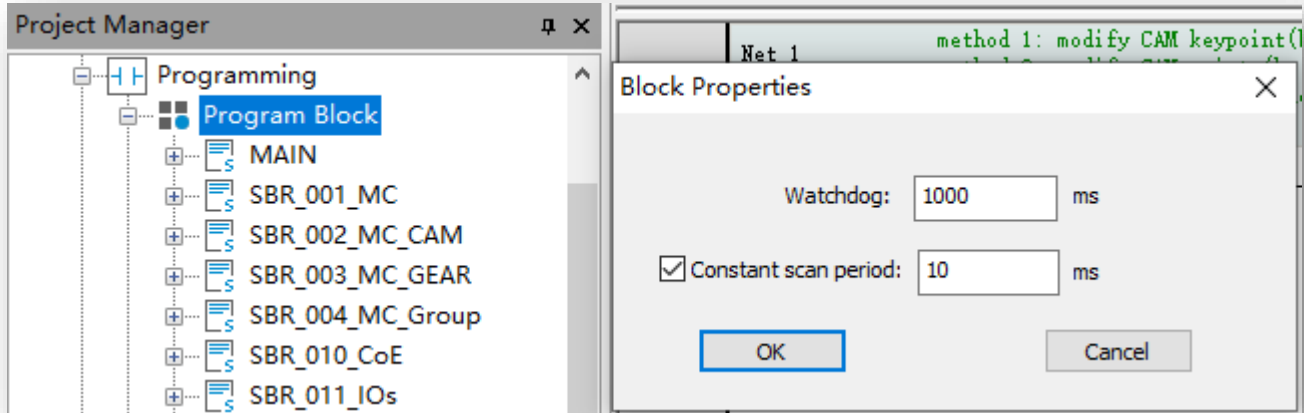 Project Manager
Programming
Program Block
MAIN
SBR_001_MC
SBR_002_MC_CAM
SBR_003_MC_GEAR
SBR_004_MC_Group
SBR_010_CoE
SBR_011_IOs
Net 1
method 1: modify CAM keypoint(
Block Properties
Watchdog: 1000 ms
Constant scan period: 10 ms
OK Cancel